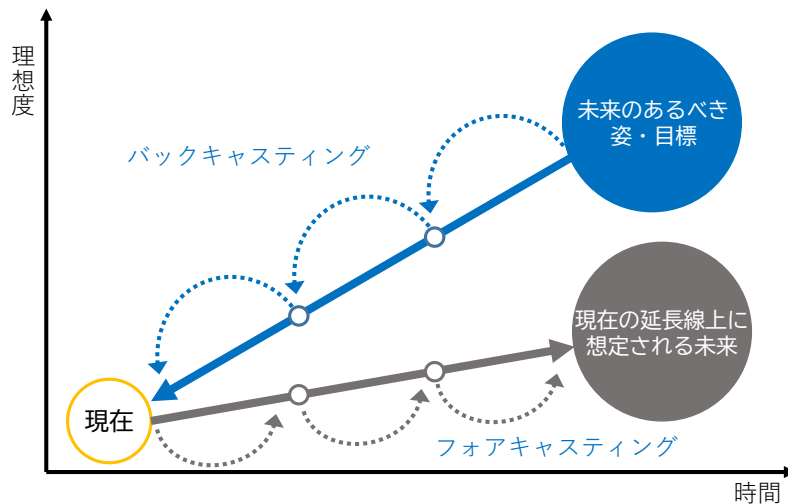 理想度
バックキャスティング
未来のあるべき
姿・目標
現在の延長線上に
想定される未来
現在
フォアキャスティング
時間